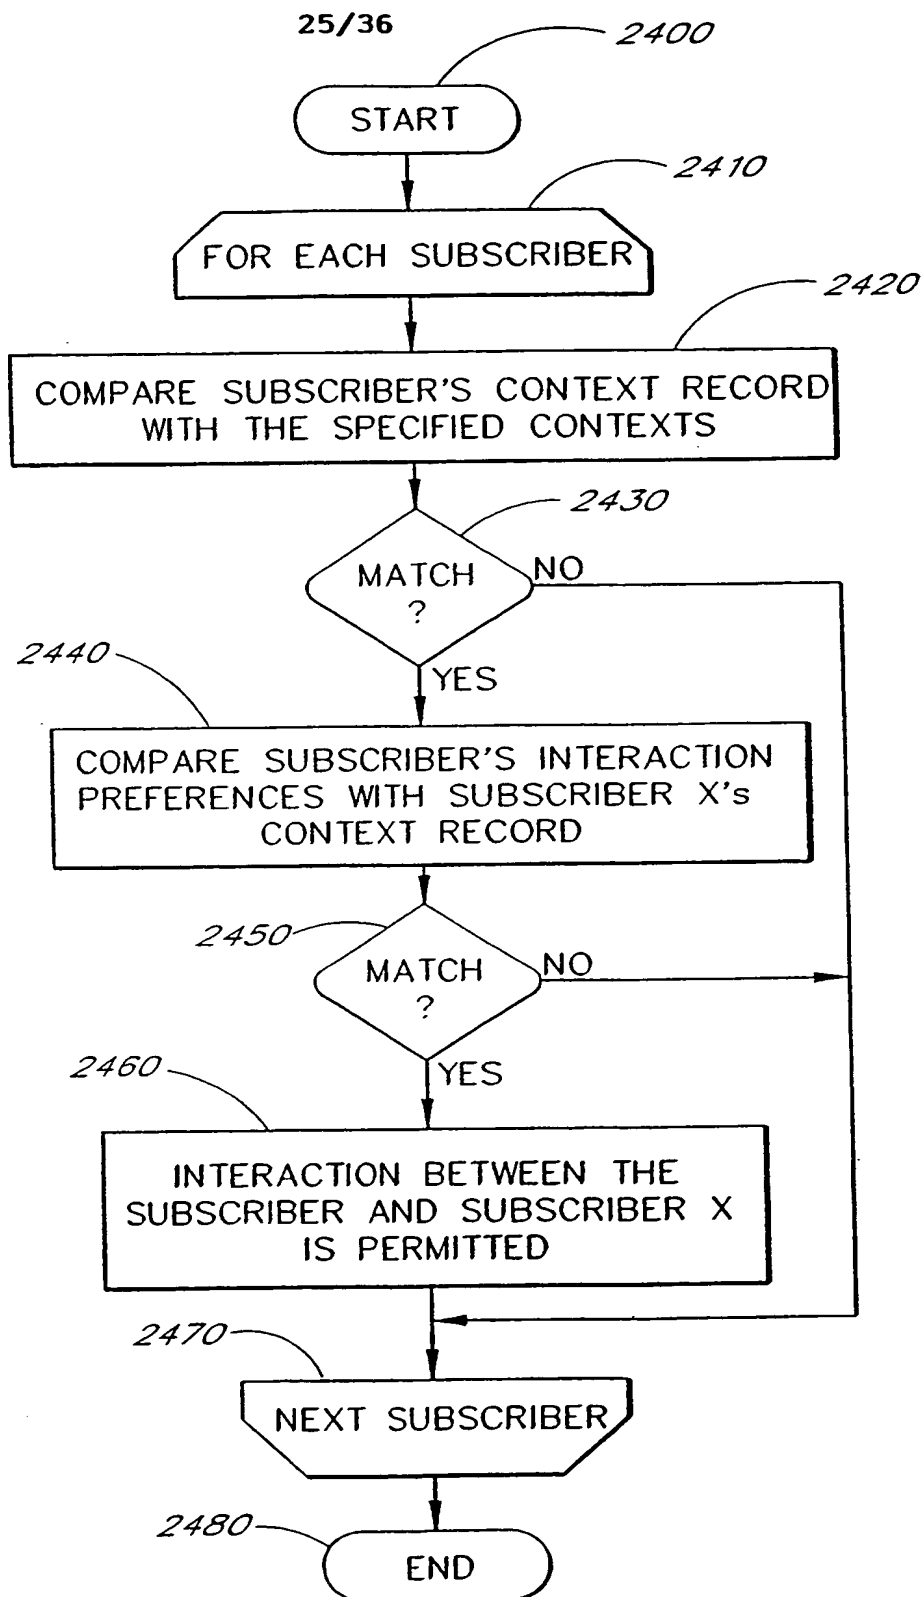 25/36
2400
START
2410
FOR EACH SUBSCRIBER
2420
COMPARE SUBSCRIBER'S CONTEXT RECORD
WITH THE SPECIFIED CONTEXTS
2430
MATCH
?
NO
YES
2440
COMPARE SUBSCRIBER'S INTERACTION
PREFERENCES WITH SUBSCRIBER X's
CONTEXT RECORD
2450
MATCH
?
NO
YES
2460
INTERACTION BETWEEN THE
SUBSCRIBER AND SUBSCRIBER X
IS PERMITTED
2470
NEXT SUBSCRIBER
2480
END